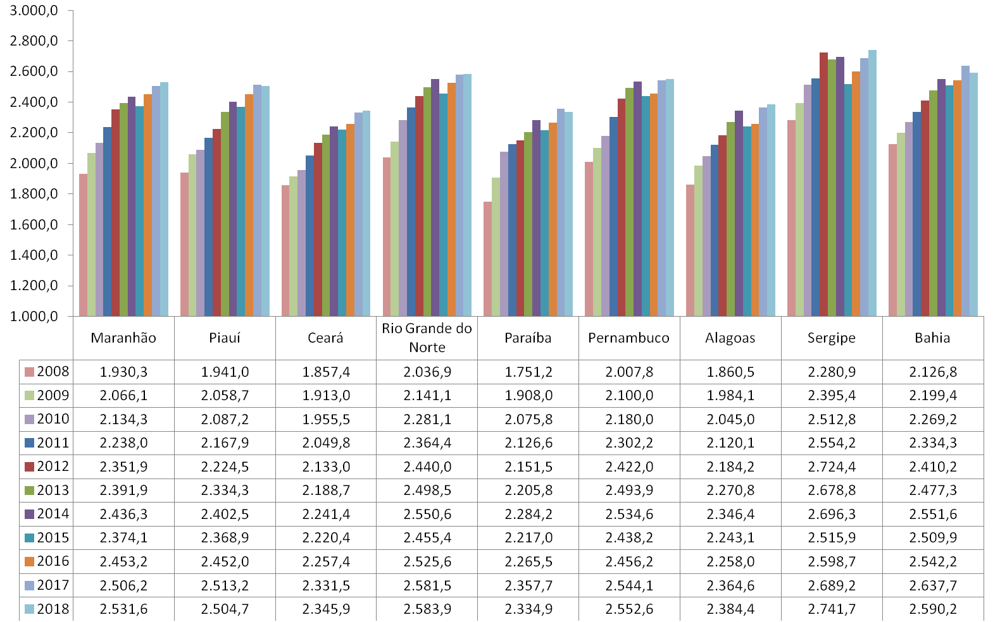 3.000,0
2.800,0
2.600,0
2.400,0
2.200,0
2.000,0
1.800,0
1.600,0
1.400,0
1.200,0
1.000,0
Maranhão Piauí Ceará Rio Grande do Norte Paraíba Pernambuco Alagoas Sergipe Bahia
2008 1.930,3 1.941,0 1.857,4 2.036,9 1.751,2 2.007,8 1.860,5 2.280,9 2.126,8
2009 2.066,1 2.058,7 1.913,0 2.141,1 1.908,0 2.100,0 1.984,1 2.395,4 2.199,4
2010 2.134,3 2.087,2 1.955,5 2.281,1 2.075,8 2.180,0 2.045,0 2.512,8 2.269,2
2011 2.238,0 2.167,9 2.049,8 2.364,4 2.126,6 2.302,2 2.120,1 2.554,2 2.334,3
2012 2.351,9 2.224,5 2.133,0 2.440,0 2.151,5 2.422,0 2.184,2 2.724,4 2.410,2
2013 2.391,9 2.334,3 2.188,7 2.498,5 2.205,8 2.493,9 2.270,8 2.678,8 2.477,3
2014 2.436,3 2.402,5 2.241,4 2.550,6 2.284,2 2.534,6 2.346,4 2.696,3 2.551,6
2015 2.374,1 2.368,9 2.220,4 2.455,4 2.217,0 2.438,2 2.243,1 2.515,9 2.509,9
2016 2.453,2 2.452,0 2.257,4 2.525,6 2.265,5 2.456,2 2.258,0 2.598,7 2.542,2
2017 2.506,2 2.513,2 2.331,5 2.581,5 2.357,7 2.544,1 2.364,6 2.689,2 2.637,7
2018 2.531,6 2.504,7 2.345,9 2.583,9 2.334,9 2.552,6 2.384,4 2.741,7 2.590,2